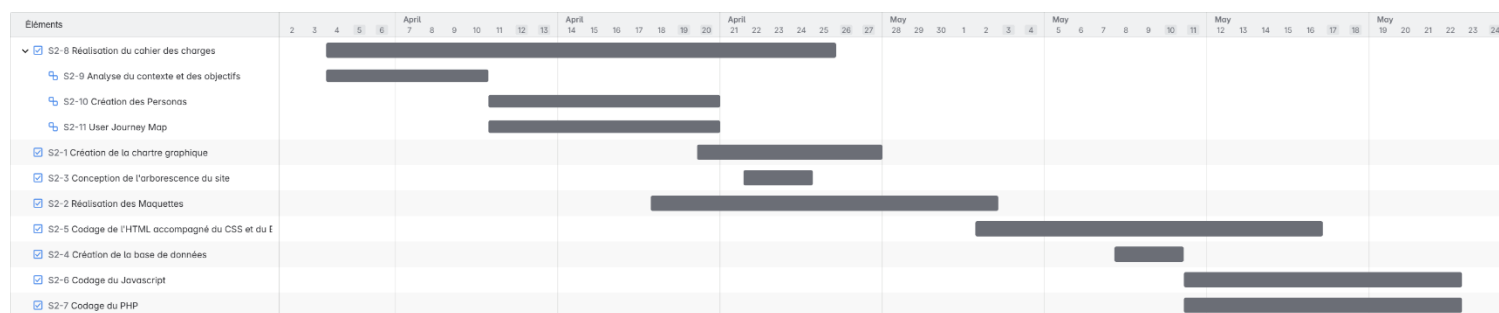 Éléments
April April April May May May May
2 3 4 5 6 7 8 9 10 11 12 13 14 15 16 17 18 19 20 21 22 23 24 25 26 27 28 29 30 1 2 3 4 5 6 7 8 9 10 11 12 13 14 15 16 17 18 19 20 21 22 23 24
S2-8 Réalisation du cahier des charges
S2-9 Analyse du contexte et des objectifs
S2-10 Création des Personas
S2-11 User Journey Map
S2-1 Création de la chartre graphique
S2-3 Conception de l'arborescence du site
S2-2 Réalisation des Maquettes
S2-5 Codage de l'HTML accompagné du CSS et du E
S2-4 Création de la base de données
S2-6 Codage du Javascript
S2-7 Codage du PHP